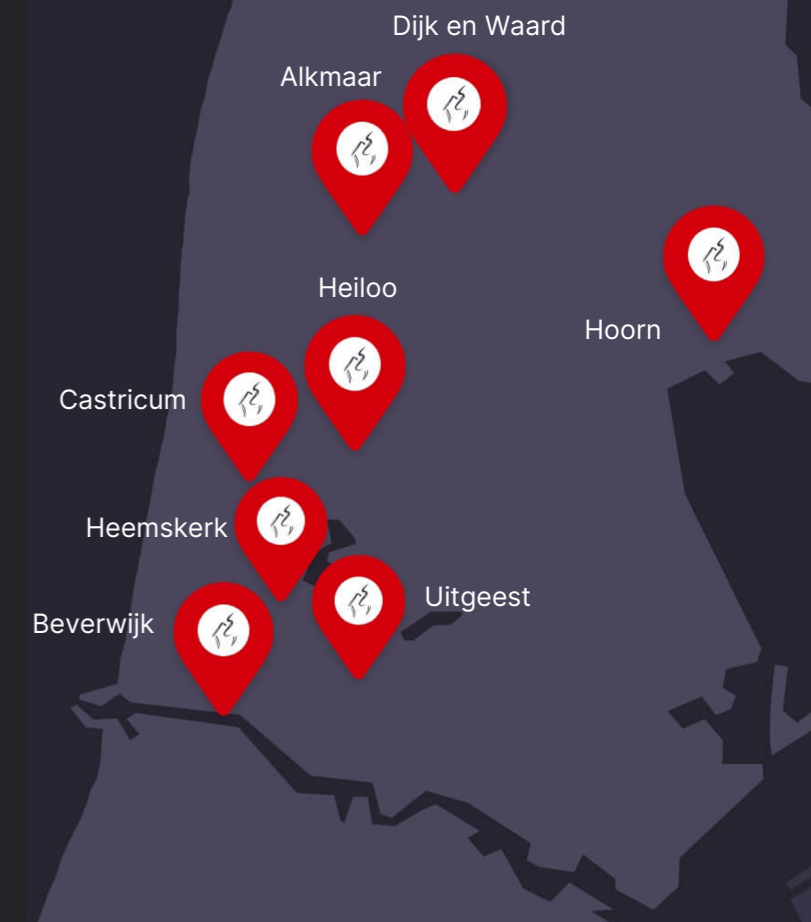 Dijk en Waard
Alkmaar
Heiloo
Hoorn
Castricum
Heemskerk
Uitgeest
Beverwijk